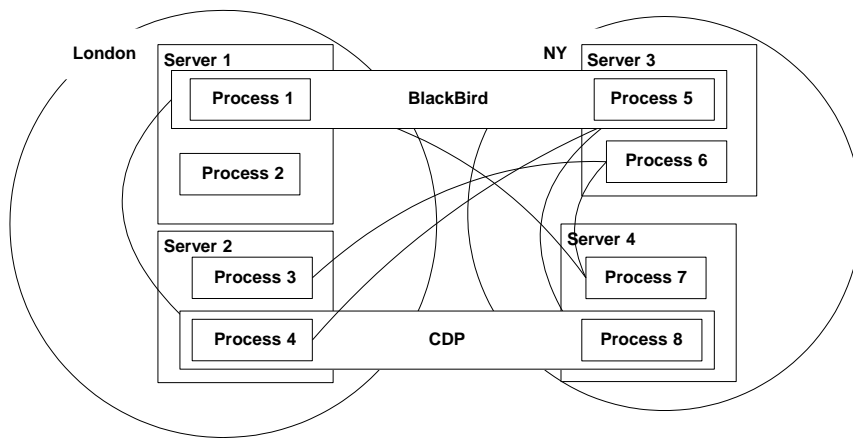 London
NY
Server 1
Server 3
Process 1
BlackBird
Process 5
Process 2
Process 6
Server 2
Server 4
Process 3
Process 7
Process 4
CDP
Process 8